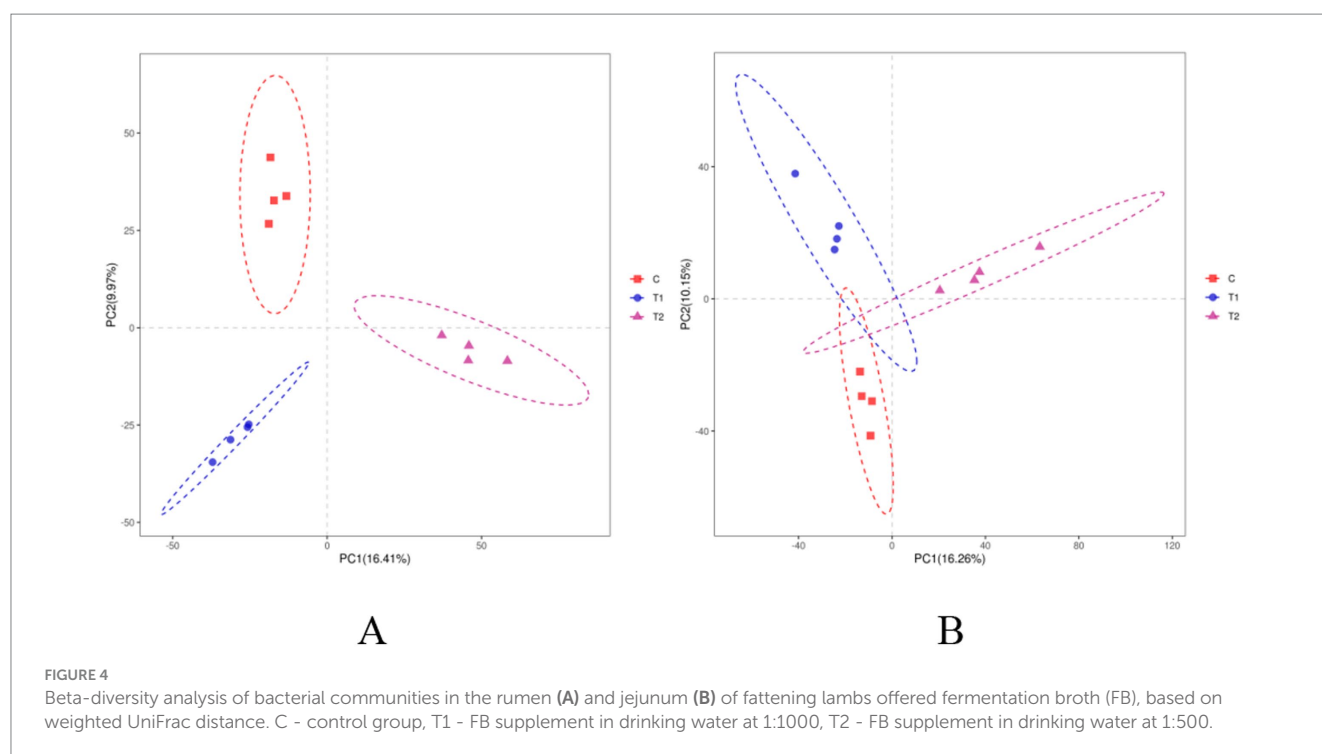 50
25
0
-25
-50
PC2(9.97%)
-50
0
50
PC1(16.41%)
C
T1
T2
A
40
0
-40
PC2(10.15%)
-40
0
40
80
120
PC1(16.26%)
C
T1
T2
B
FIGURE 4
Beta-diversity analysis of bacterial communities in the rumen (A) and jejunum (B) of fattening lambs offered fermentation broth (FB), based on
weighted UniFrac distance. C - control group, T1 - FB supplement in drinking water at 1:1000, T2 - FB supplement in drinking water at 1:500.